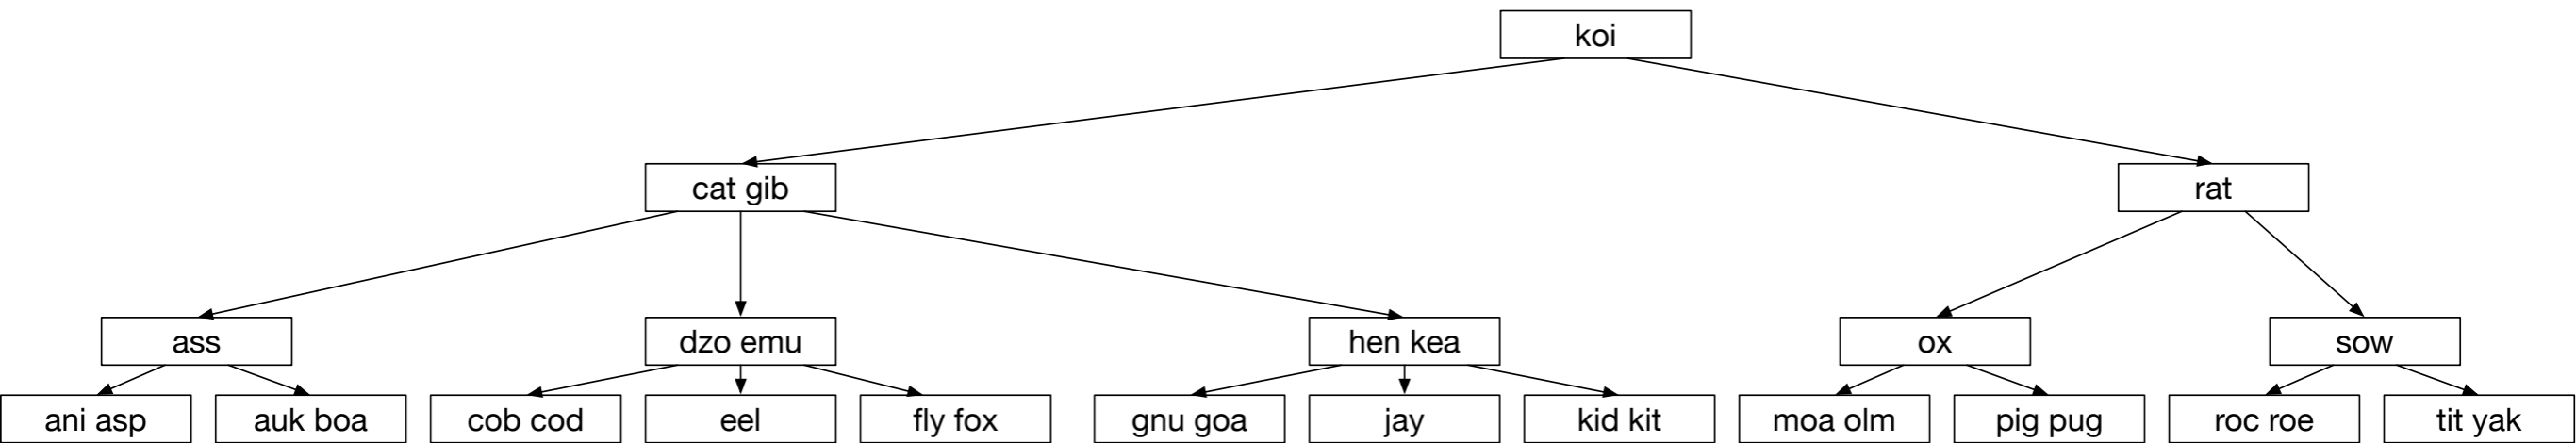 koi
cat gib
rat
ass
dzo emu
hen kea
ox
sow
ani asp
auk boa
cob cod
eel
fly fox
gnu goa
jay
kid kit
moa olm
pig pug
roc roe
tit yak